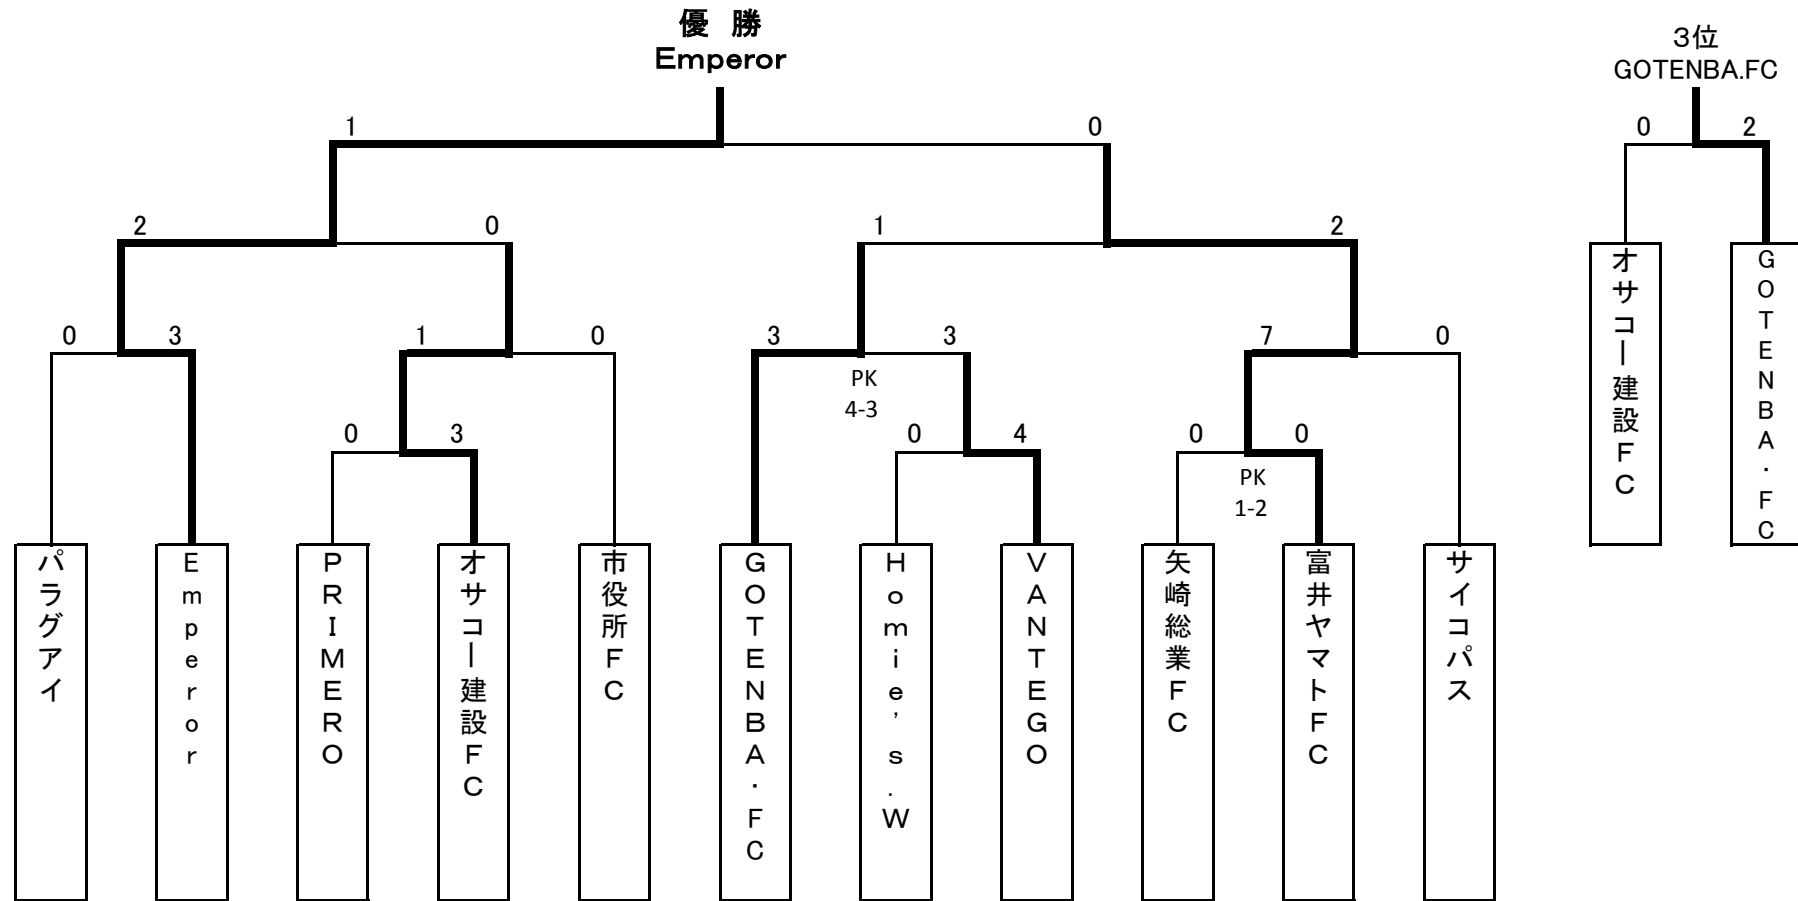 優 勝
Emperor
3位
GOTENBA.FC
1
0
0
2
2
0
1
2
0
3
1
0
3
3
7
0
PK
4-3
0
3
0
4
0
0
PK
1-2
パラグアイ
Emperor
PRIMERO
オサコー建設FC
市役所FC
GOTENBA.FC
Homie's.W
VANTEGO
矢崎総業FC
富井ヤマトFC
サイコパス
オサコー建設FC
GOTENBA.FC